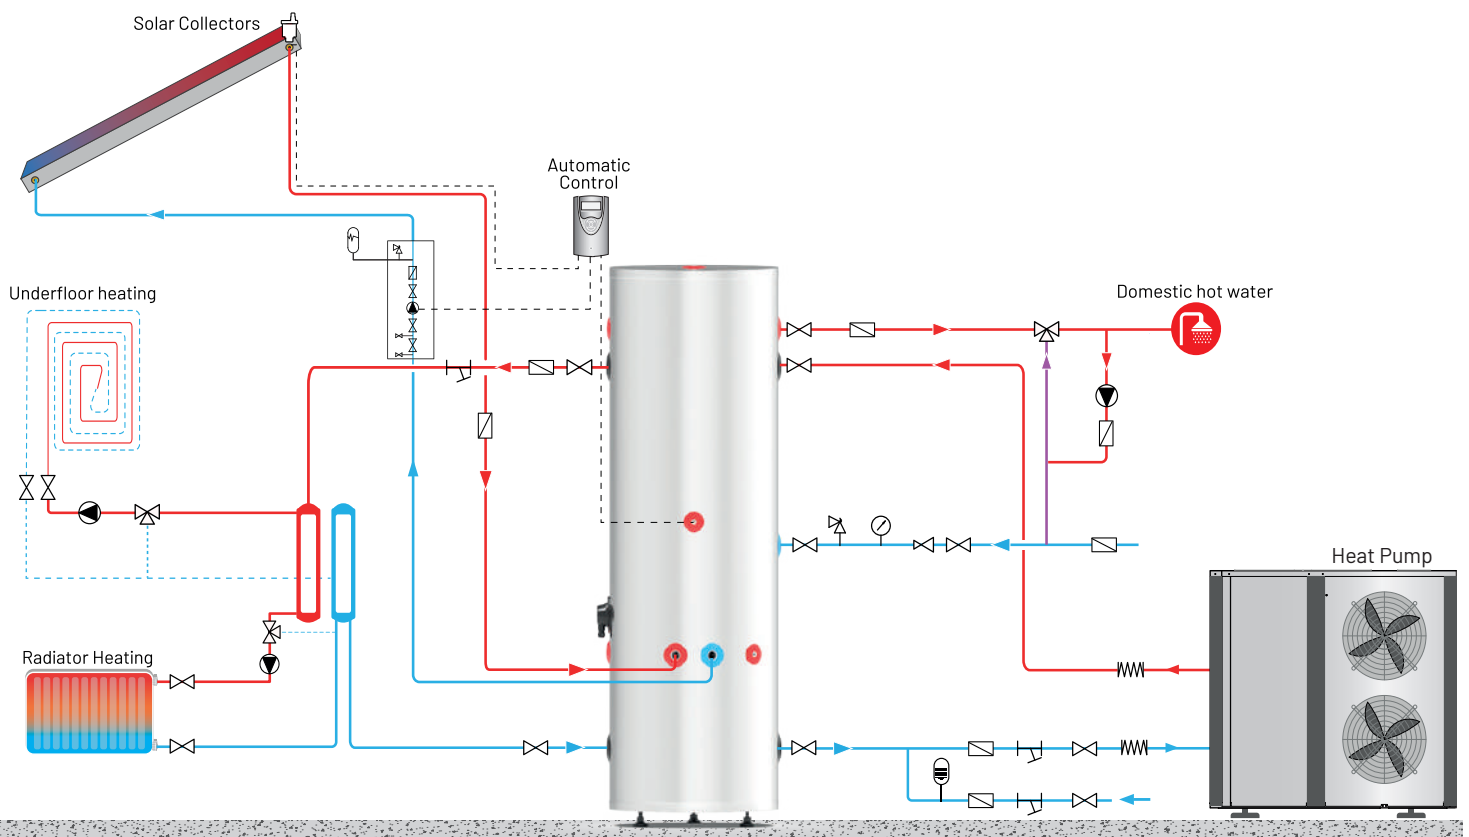 Solar Collectors
Automatic
Control
Underfloor heating
Domestic hot water
Heat Pump
Radiator Heating